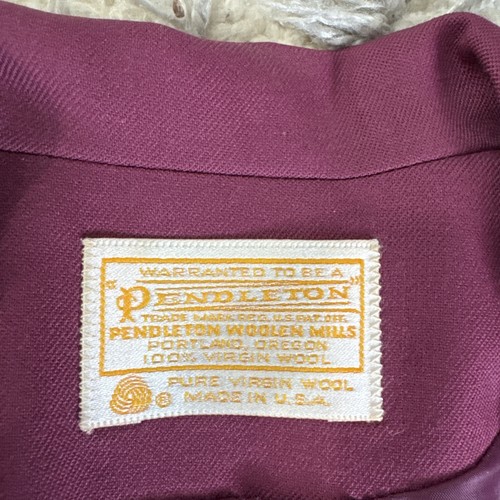 WARRANTED TO BE A
"PENDLETON"
TRADE MARK REG. U.S. PAT. OFF.
PENDLETON WOOLEN MILLS
PORTLAND, OREGON
100% VIRGIN WOOL
PURE VIRGIN WOOL
® MADE IN U.S.A.